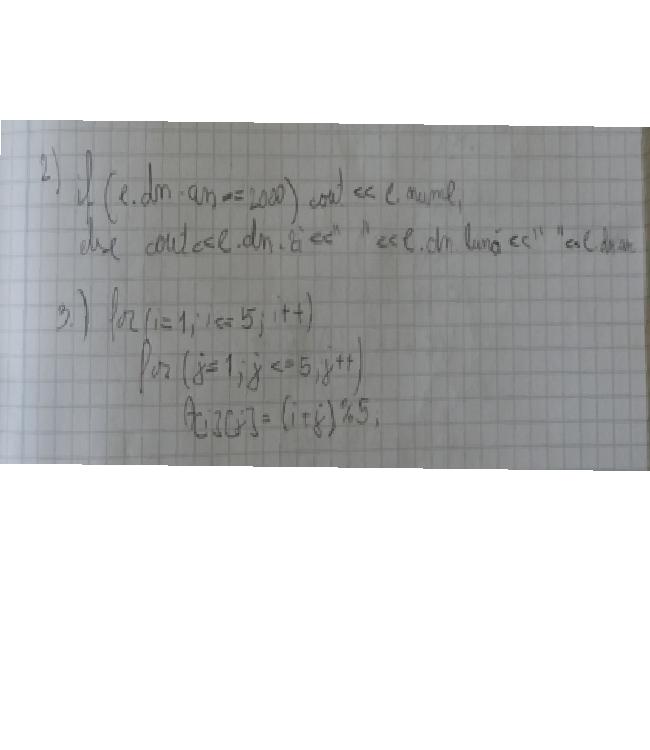 2) if (e.dn.an==2000) cout << e.nume;
else cout<<e.dn.zi<<" "<<e.dn.luna<<" "<<e.dn.an
3.) for(i=1;i<=5;i++)
for(j=1;j<=5;j++)
A[i][j]=(i+j)%5;